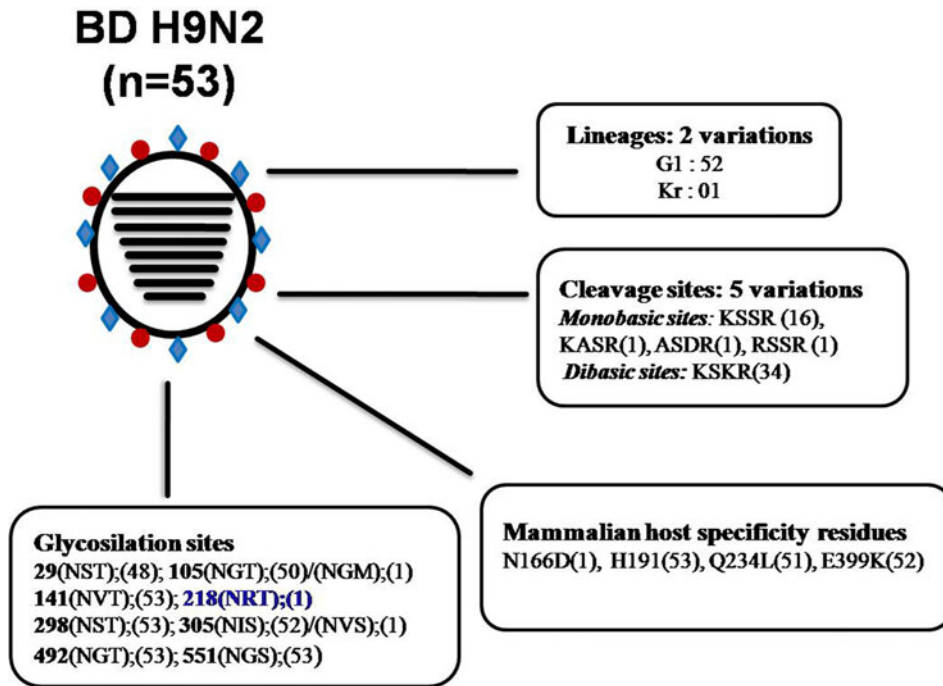 BD H9N2
(n=53)
Lineages: 2 variations
G1 : 52
Kr : 01
Cleavage sites: 5 variations
Monobasic sites: KSSR (16),
KASR(1), ASDR(1), RSSR (1)
Dibasic sites: KSKR(34)
Glycosilation sites
29(NST);(48); 105(NGT);(50)/(NGM);(1)
141(NVT);(53); 218(NRT);(1)
298(NST);(53); 305(NIS);(52)/(NVS);(1)
492(NGT);(53); 551(NGS);(53)
Mammalian host specificity residues
N166D(1), H191(53), Q234L(51), E399K(52)